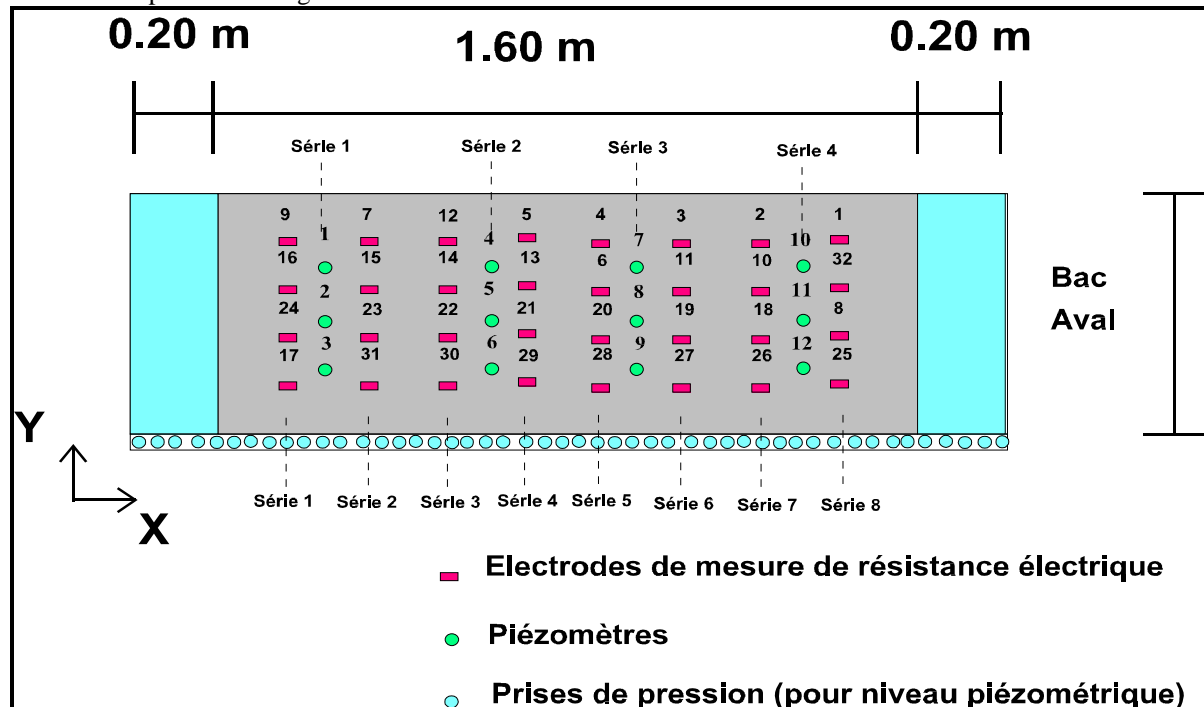 0.20 m 1.60 m 0.20 m
Série 1 Série 2 Série 3 Série 4
9 7 12 5 4 3 2 1
1 4 7 10
16 15 14 13 6 11 10 32
2 5 8 11
24 23 22 21 20 19 18 8
3 6 9 12
17 31 30 29 28 27 26 25
Bac
Aval
Y
X
Série 1 Série 2 Série 3 Série 4 Série 5 Série 6 Série 7 Série 8
Electrodes de mesure de résistance électrique
Piézomètres
Prises de pression (pour niveau piézométrique)